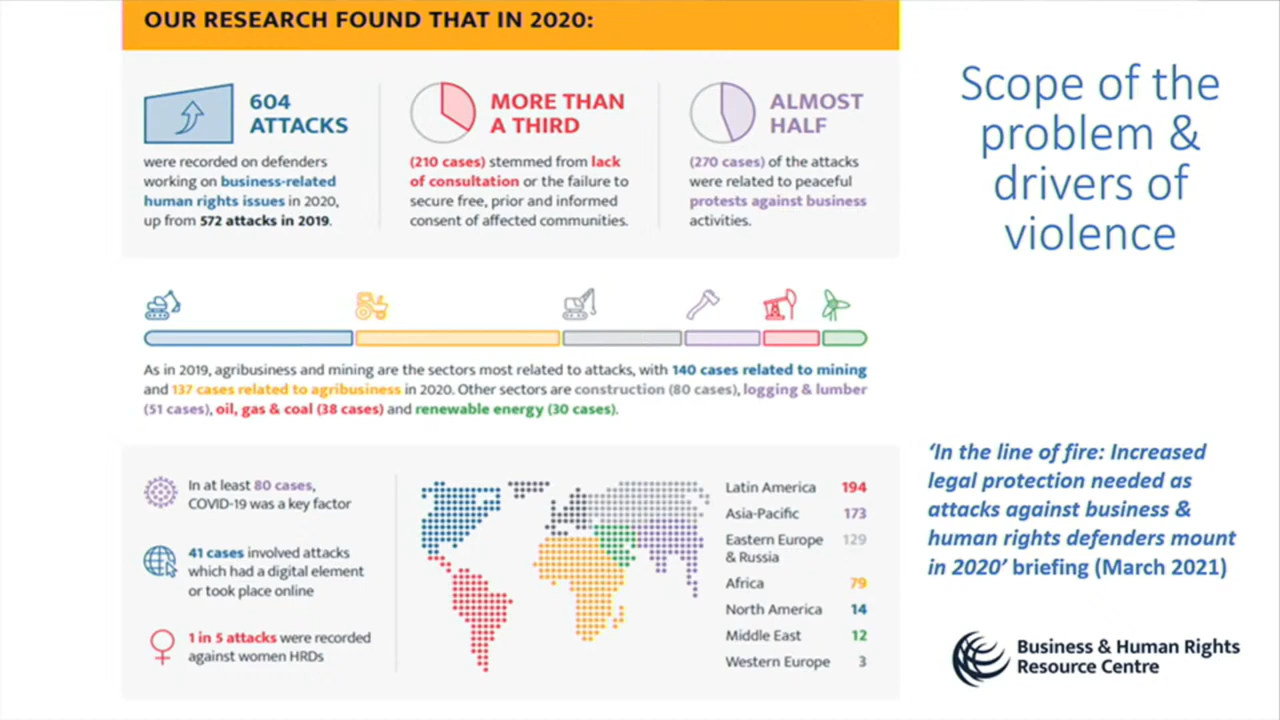 OUR RESEARCH FOUND THAT IN 2020:
604
ATTACKS
were recorded on defenders
working on business-related
human rights issues in 2020,
up from 572 attacks in 2019.
MORE THAN
A THIRD
(210 cases) stemmed from lack
of consultation or the failure to
secure free, prior and informed
consent of affected communities.
ALMOST
HALF
(270 cases) of the attacks
were related to peaceful
protests against business
activities.
Scope of the
problem &
drivers of
violence
As in 2019, agribusiness and mining are the sectors most related to attacks, with 140 cases related to mining
and 137 cases related to agribusiness in 2020. Other sectors are construction (80 cases), logging & lumber
(51 cases), oil, gas & coal (38 cases) and renewable energy (30 cases).
In at least 80 cases,
COVID-19 was a key factor
41 cases involved attacks
which had a digital element
or took place online
1 in 5 attacks were recorded
against women HRDs
Latin America 194
Asia-Pacific 173
Eastern Europe 129
& Russia
Africa 79
North America 14
Middle East 12
Western Europe 3
‘In the line of fire: Increased
legal protection needed as
attacks against business &
human rights defenders mount
in 2020’ briefing (March 2021)
Business & Human Rights
Resource Centre